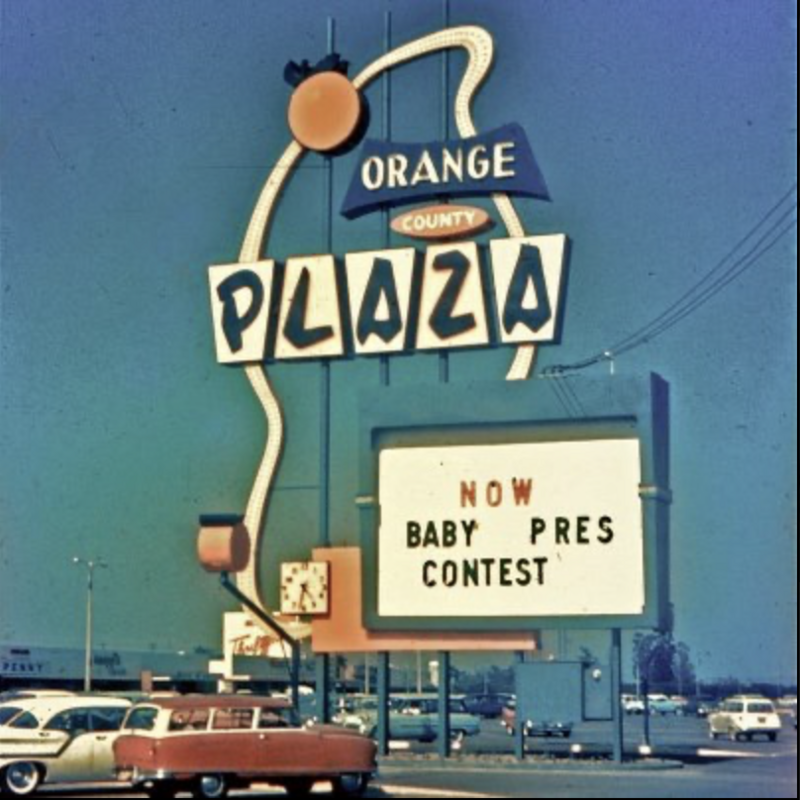 ORANGE
COUNTY
PLAZA
NOW
BABY PRES
CONTEST
PENNY